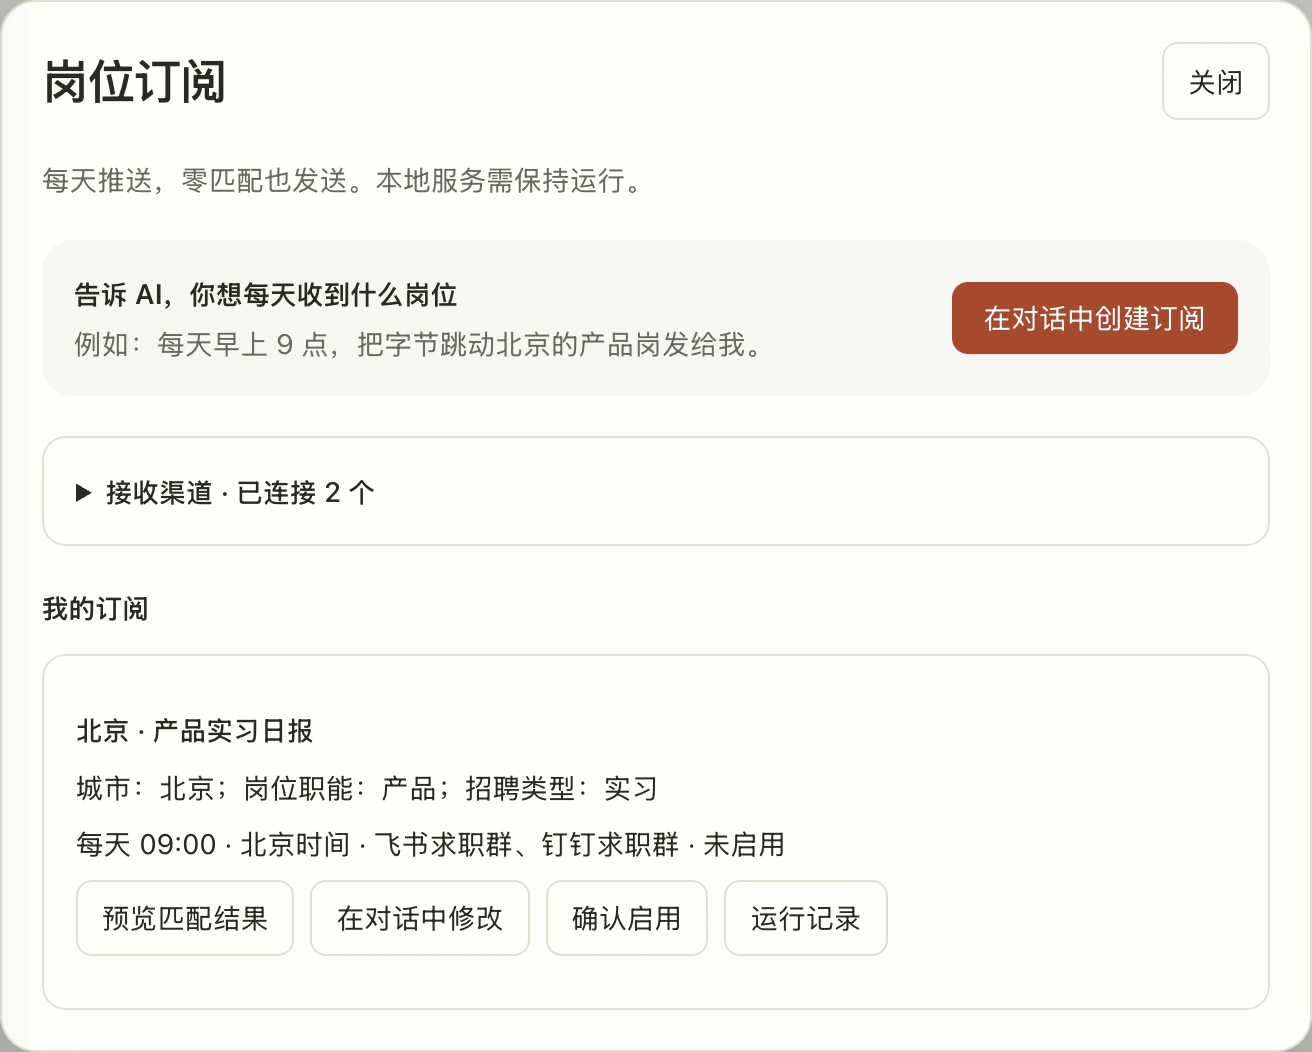 岗位订阅
关闭
每天推送，零匹配也发送。本地服务需保持运行。
告诉 AI，你想每天收到什么岗位
例如：每天早上 9 点，把字节跳动北京的产品岗发给我。
在对话中创建订阅
▶ 接收渠道 · 已连接 2 个
我的订阅
北京 · 产品实习日报
城市：北京；岗位职能：产品；招聘类型：实习
每天 09:00 · 北京时间 · 飞书求职群、钉钉求职群 · 未启用
预览匹配结果 在对话中修改 确认启用 运行记录